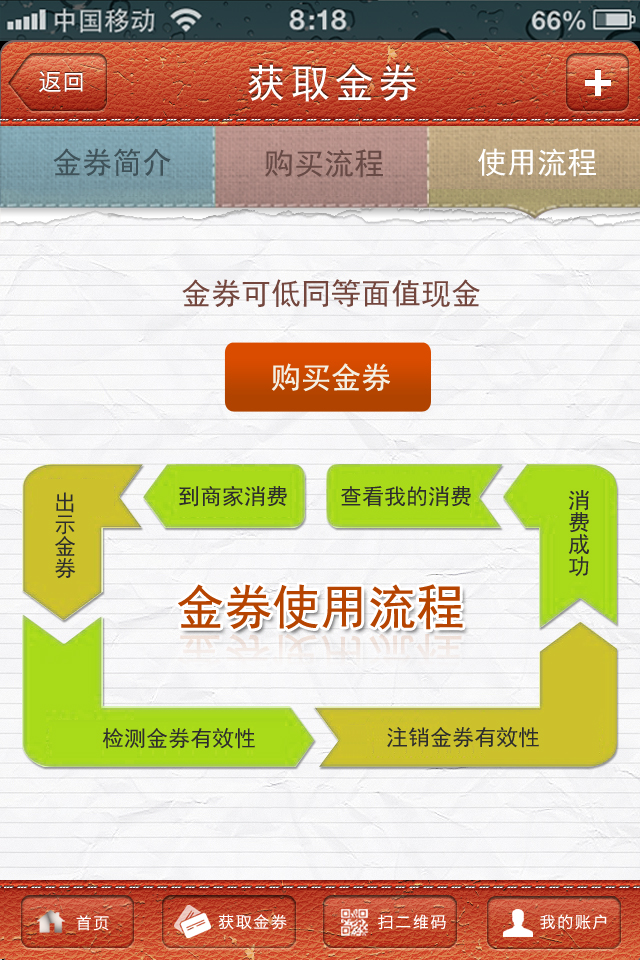 中国移动
8:18
66%
返回
获取金券
金券简介
购买流程
使用流程
金券可低同等面值现金
购买金券
到商家消费
查看我的消费
出示金券
消费成功
金券使用流程
检测金券有效性
注销金券有效性
首页
获取金券
扫二维码
我的账户